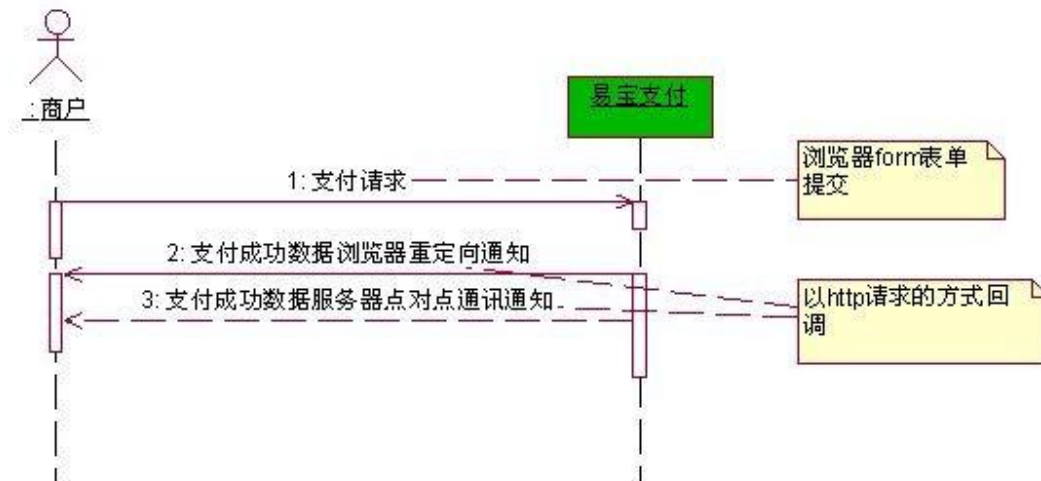 :商户
易宝支付
浏览器form表单
提交
1: 支付请求
2: 支付成功数据浏览器重定向通知
3: 支付成功数据服务器点对点通讯通知
以http请求的方式回
调